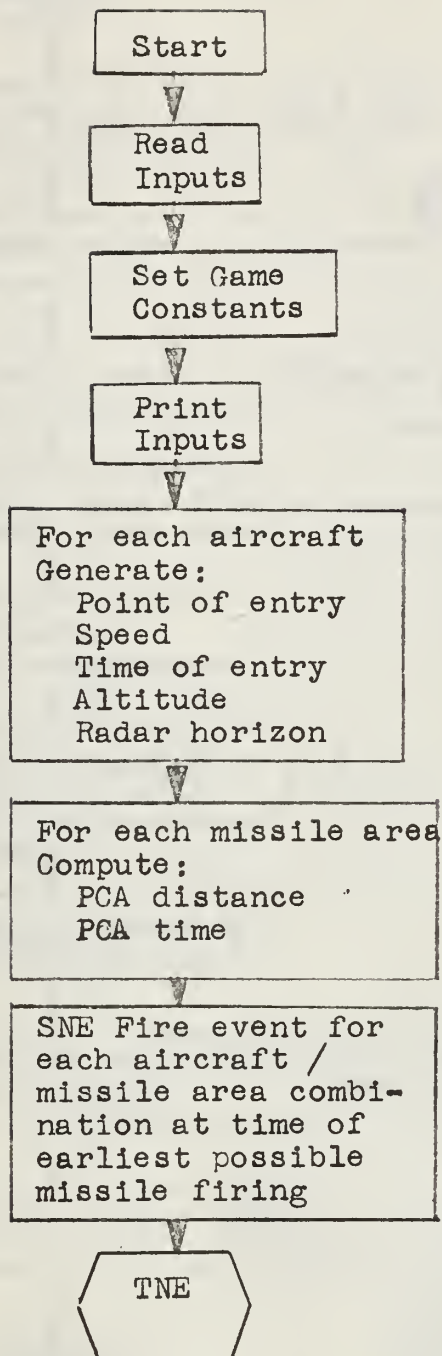 Start
Read
Inputs
Set Game
Constants
Print
Inputs
For each aircraft
Generate:
Point of entry
Speed
Time of entry
Altitude
Radar horizon
For each missile area
Compute:
PCA distance
PCA time
SNE Fire event for
each aircraft /
missile area combi-
nation at time of
earliest possible
missile firing
TNE